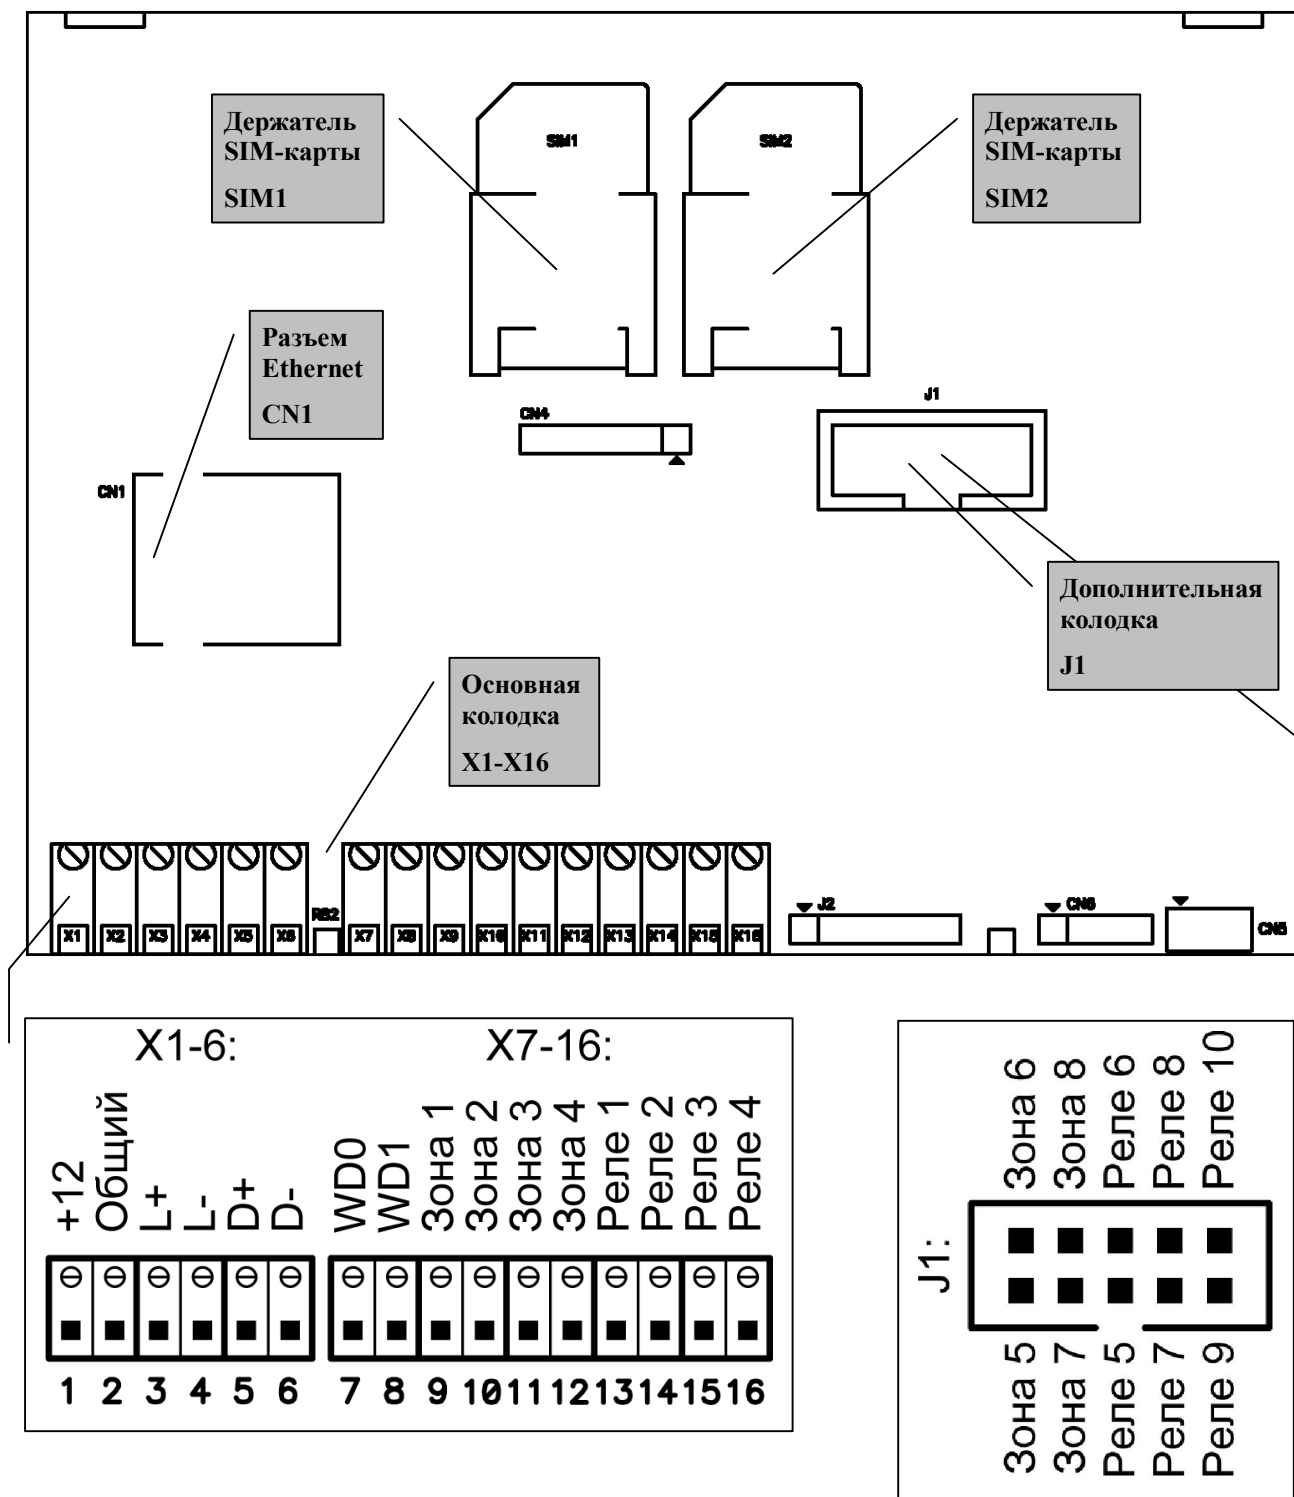 Держатель
SIM-карты
SIM1
SIM1
SIM2
Держатель
SIM-карты
SIM2
Разъем
Ethernet
CN1
CN4
J1
CN1
Дополнительная
колодка
J1
Основная
колодка
X1-X16
X1 X2 X3 X4 X5 X6 RB2 X7 X8 X9 X10 X11 X12 X13 X14 X15 X16
J2
CN6
CN5
X1-6:
X7-16:
+12
Общий
L+
L-
D+
D-
WD0
WD1
Зона 1
Зона 2
Зона 3
Зона 4
Реле 1
Реле 2
Реле 3
Реле 4
1 2 3 4 5 6 7 8 9 10 11 12 13 14 15 16
J1:
Зона 6
Зона 8
Реле 6
Реле 8
Реле 10
Зона 5
Зона 7
Реле 5
Реле 7
Реле 9